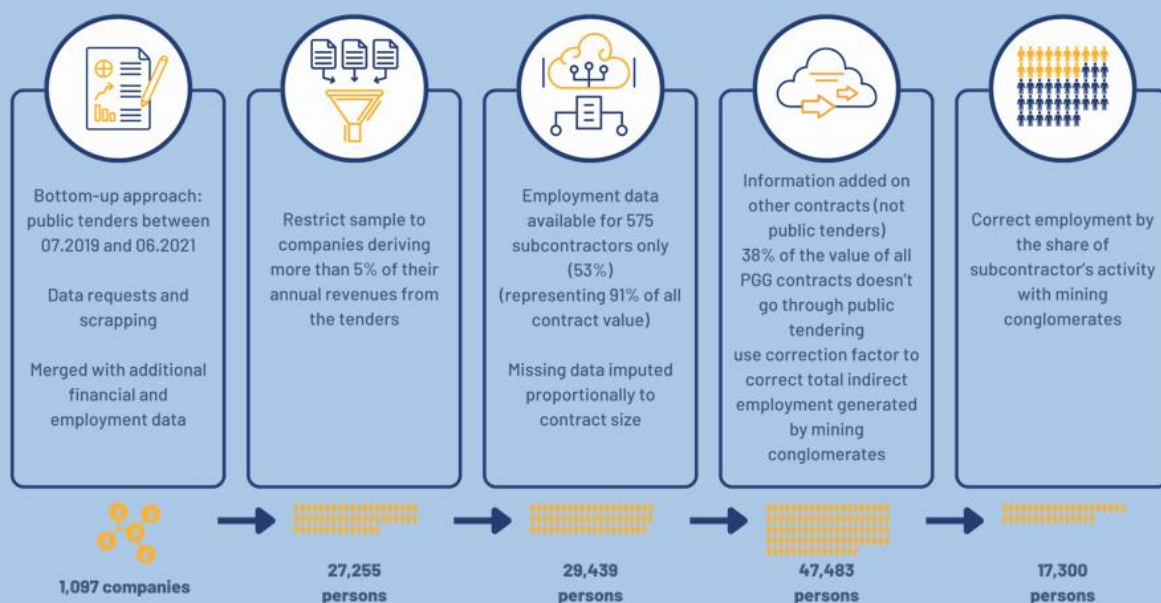 Bottom-up approach:
public tenders between
07.2019 and 06.2021
Data requests and
scrapping
Merged with additional
financial and
employment data
Restrict sample to
companies deriving
more than 5% of their
annual revenues from
the tenders
Employment data
available for 575
subcontractors only
(53%)
(representing 91% of all
contract value)
Missing data imputed
proportionally to
contract size
Information added on
other contracts (not
public tenders)
38% of the value of all
PGG contracts doesn't
go through public
tendering
use correction factor to
correct total indirect
employment generated
by mining
conglomerates
Correct employment by
the share of
subcontractor's activity
with mining
conglomerates
1,097 companies
27,255
persons
29,439
persons
47,483
persons
17,300
persons